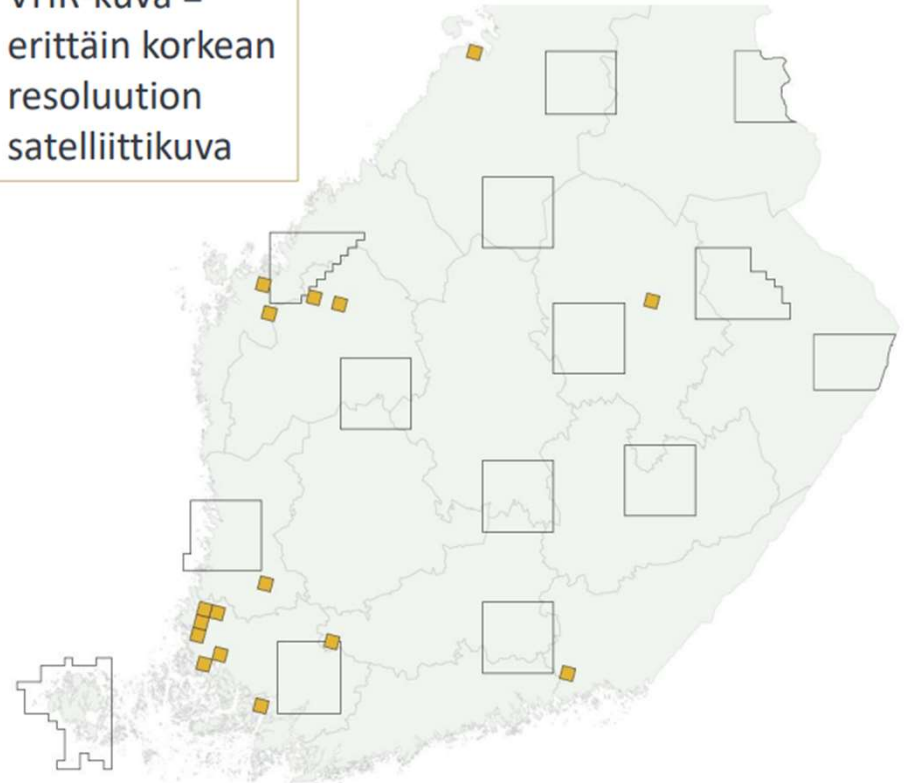 VHR-kuva =
erittäin korkean
resoluution
satelliittikuva